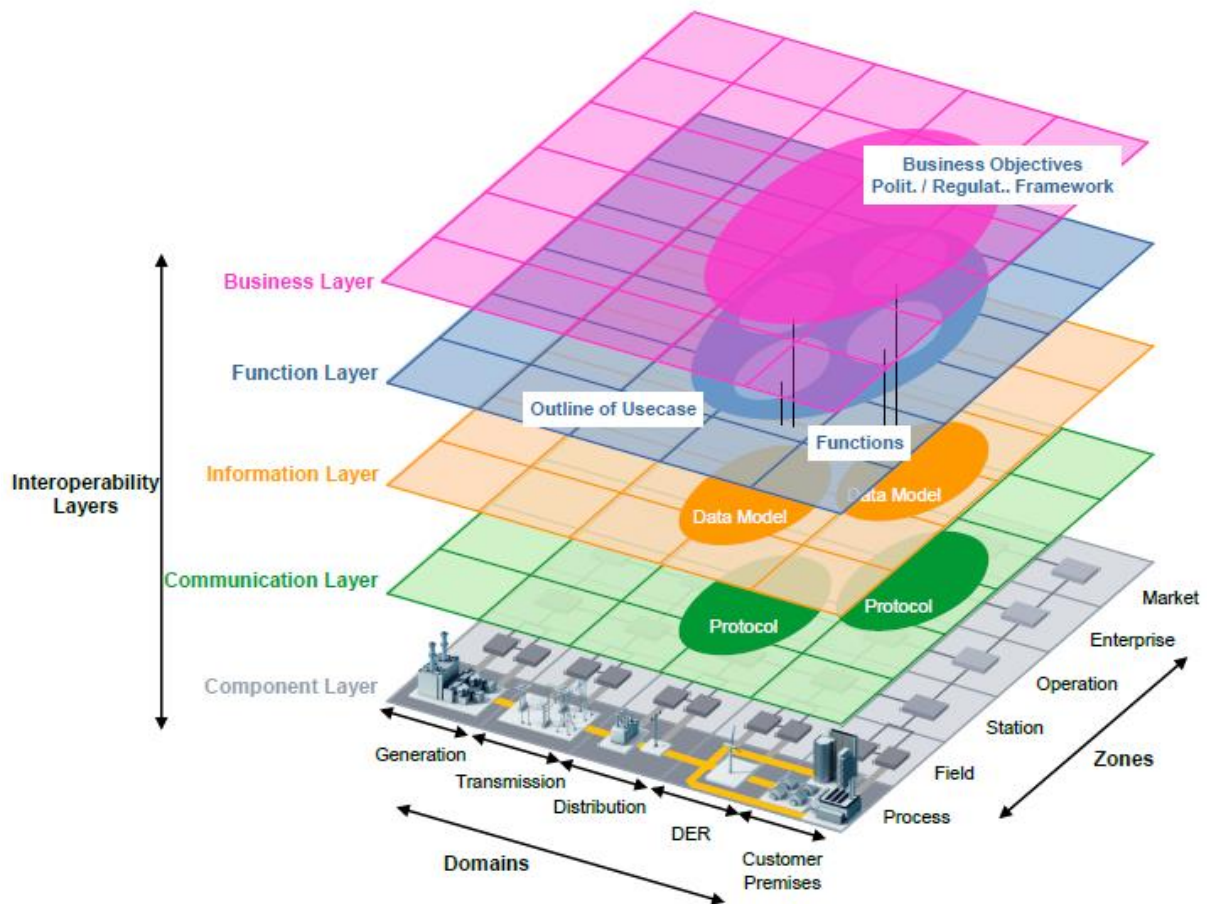 Business Objectives
Polit. / Regulat.. Framework
Business Layer
Function Layer
Outline of Usecase
Functions
Information Layer
Data Model
Data Model
Interoperability
Layers
Communication Layer
Protocol
Protocol
Component Layer
Market
Enterprise
Operation
Station
Field
Process
Zones
Generation
Transmission
Distribution
DER
Customer
Premises
Domains